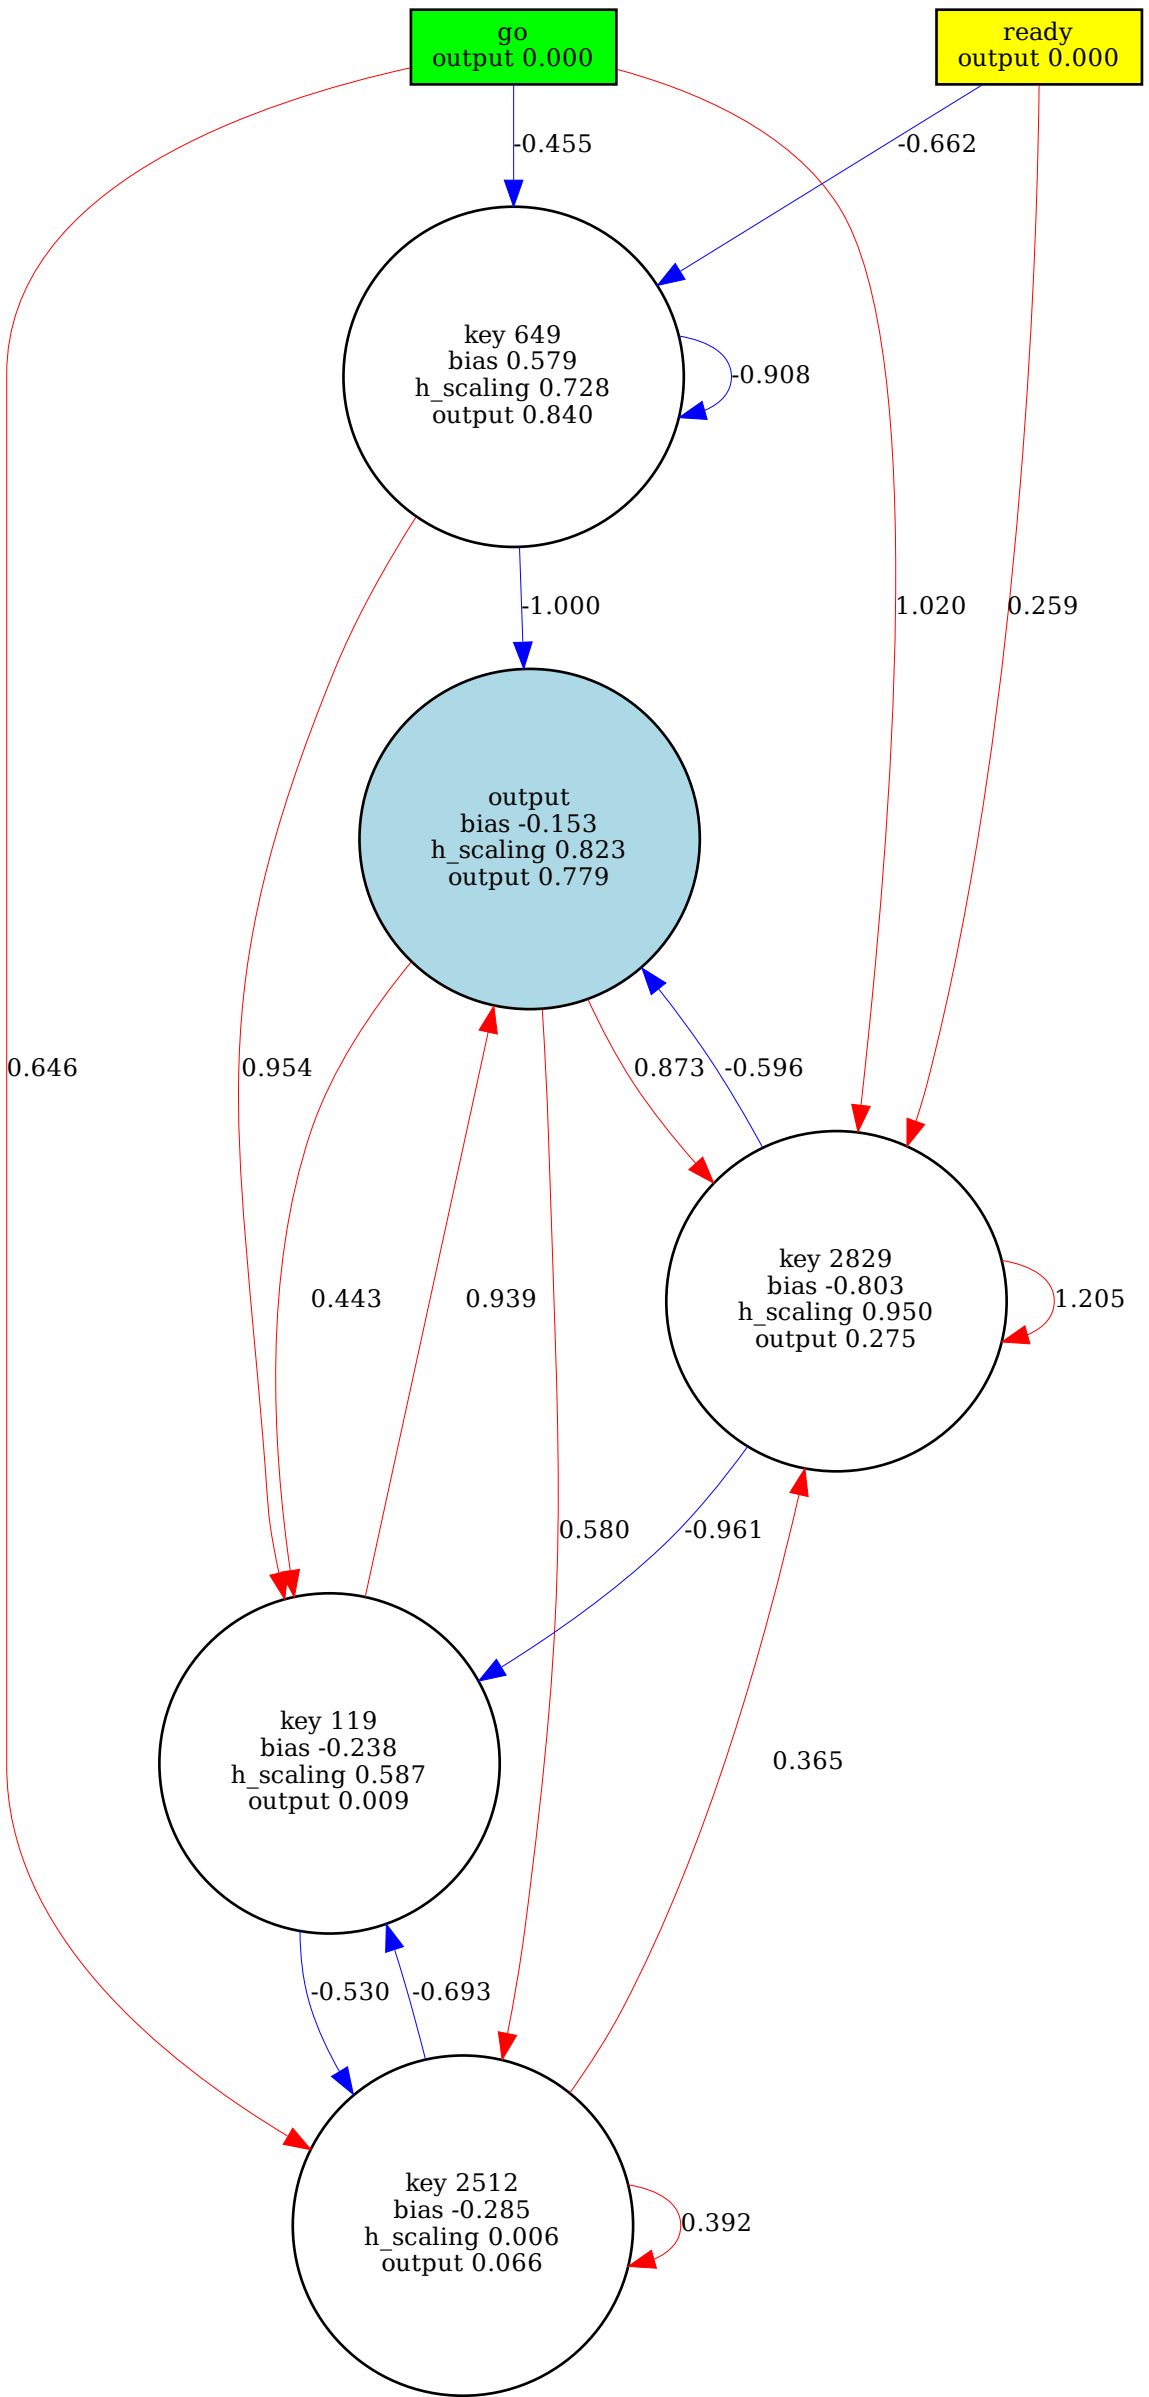 go
output 0.000
ready
output 0.000
-0.455
-0.662
key 649
bias 0.579
h_scaling 0.728
output 0.840
-0.908
-1.000
1.020
0.259
output
bias -0.153
h_scaling 0.823
output 0.779
0.646
0.954
0.873
-0.596
key 2829
bias -0.803
h_scaling 0.950
output 0.275
0.443
0.939
1.205
0.580
-0.961
key 119
bias -0.238
h_scaling 0.587
output 0.009
0.365
-0.530
-0.693
key 2512
bias -0.285
h_scaling 0.006
output 0.066
0.392